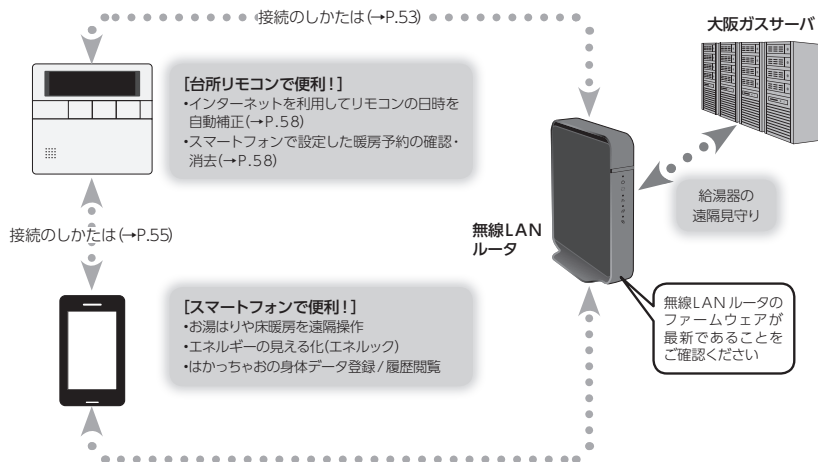 接続のしかたは(→P.53)
大阪ガスサーバ
[台所リモコンで便利!]
・インターネットを利用してリモコンの日時を
自動補正(→P.58)
・スマートフォンで設定した暖房予約の確認・
消去(→P.58)
給湯器の
遠隔見守り
接続のしかたは(→P.55)
無線LAN
ルータ
[スマートフォンで便利!]
・お湯はりや床暖房を遠隔操作
・エネルギーの見える化(エネルック)
・はかっちゃおの身体データ登録/履歴閲覧
無線LANルータの
ファームウェアが
最新であることを
ご確認ください